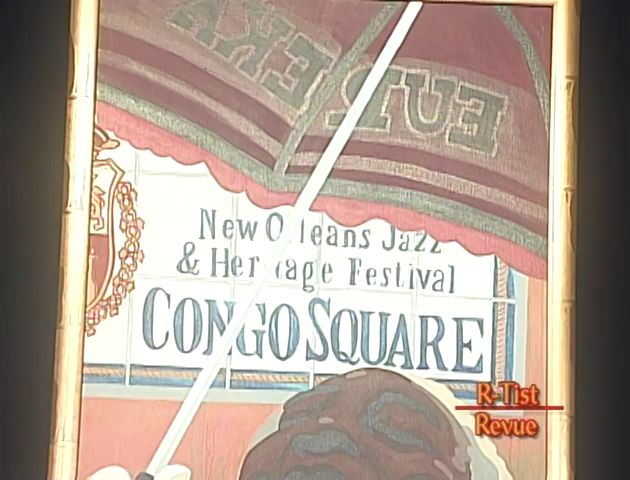 EUREKA
New Orleans Jazz
& Heritage Festival
CONGO SQUARE
R-Tist
Revue